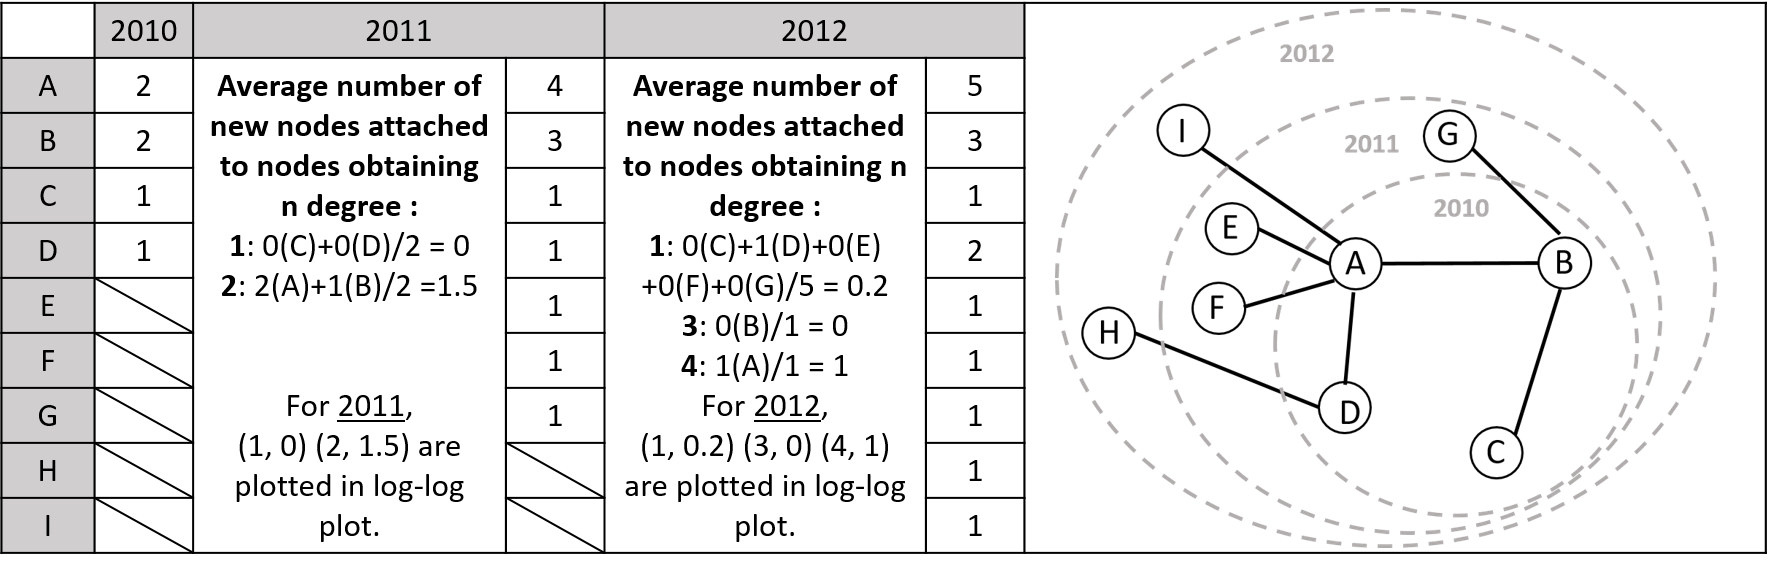 2010 2011 2012
A 2 4 5
B 2 3 3
C 1 1 1
D 1 1 2
E 1 1
F 1 1
G 1 1
H 1
I 1
Average number of
new nodes attached
to nodes obtaining
n degree :
1: 0(C)+0(D)/2 = 0
2: 2(A)+1(B)/2 =1.5
For 2011,
(1, 0) (2, 1.5) are
plotted in log-log
plot.
Average number of
new nodes attached
to nodes obtaining n
degree :
1: 0(C)+1(D)+0(E)
+0(F)+0(G)/5 = 0.2
3: 0(B)/1 = 0
4: 1(A)/1 = 1
For 2012,
(1, 0.2) (3, 0) (4, 1)
are plotted in log-log
plot.
2012
2011
2010
I
G
E
A
B
F
H
D
C